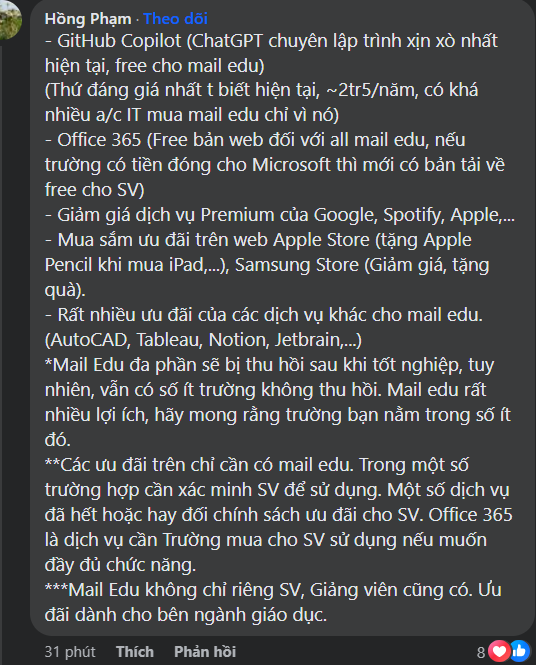 Hồng Phạm · Theo dõi
- GitHub Copilot (ChatGPT chuyên lập trình xịn xò nhất
hiện tại, free cho mail edu)
(Thứ đáng giá nhất t biết hiện tại, ~2tr5/năm, có khá
nhiều a/c IT mua mail edu chỉ vì nó)
- Office 365 (Free bản web đối với all mail edu, nếu
trường có tiền đóng cho Microsoft thì mới có bản tải về
free cho SV)
- Giảm giá dịch vụ Premium của Google, Spotify, Apple,...
- Mua sắm ưu đãi trên web Apple Store (tặng Apple
Pencil khi mua iPad,...), Samsung Store (Giảm giá, tặng
quà).
- Rất nhiều ưu đãi của các dịch vụ khác cho mail edu.
(AutoCAD, Tableau, Notion, Jetbrain,...)
*Mail Edu đa phần sẽ bị thu hồi sau khi tốt nghiệp, tuy
nhiên, vẫn có số ít trường không thu hồi. Mail edu rất
nhiều lợi ích, hãy mong rằng trường bạn nằm trong số ít
đó.
**Các ưu đãi trên chỉ cần có mail edu. Trong một số
trường hợp cần xác minh SV để sử dụng. Một số dịch vụ
đã hết hoặc hay đối chính sách ưu đãi cho SV. Office 365
là dịch vụ cần Trường mua cho SV sử dụng nếu muốn
đầy đủ chức năng.
***Mail Edu không chỉ riêng SV, Giảng viên cũng có. Ưu
đãi dành cho bên ngành giáo dục.
31 phút Thích Phản hồi 8